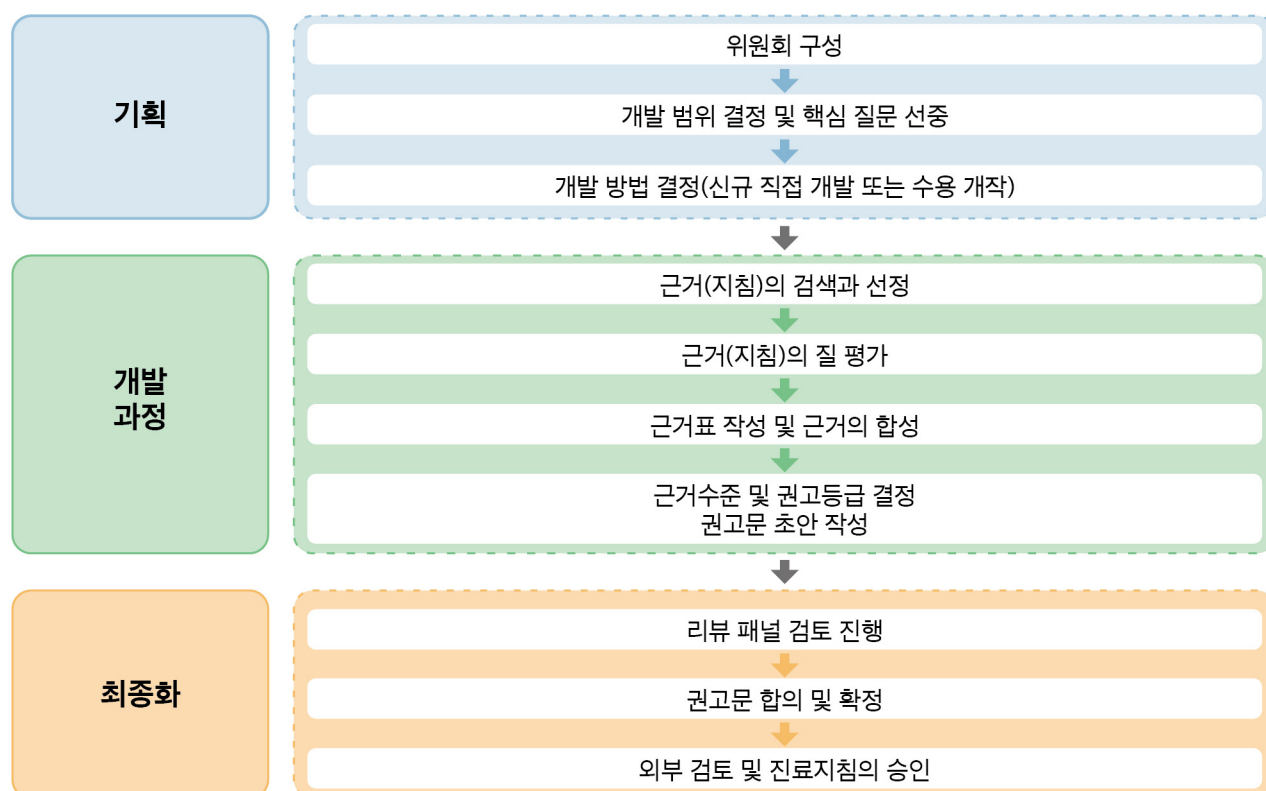 기획
위원회 구성
개발 범위 결정 및 핵심 질문 선중
개발 방법 결정(신규 직접 개발 또는 수용 개작)
개발
과정
근거(지침)의 검색과 선정
근거(지침)의 질 평가
근거표 작성 및 근거의 합성
근거수준 및 권고등급 결정
권고문 초안 작성
최종화
리뷰 패널 검토 진행
권고문 합의 및 확정
외부 검토 및 진료지침의 승인